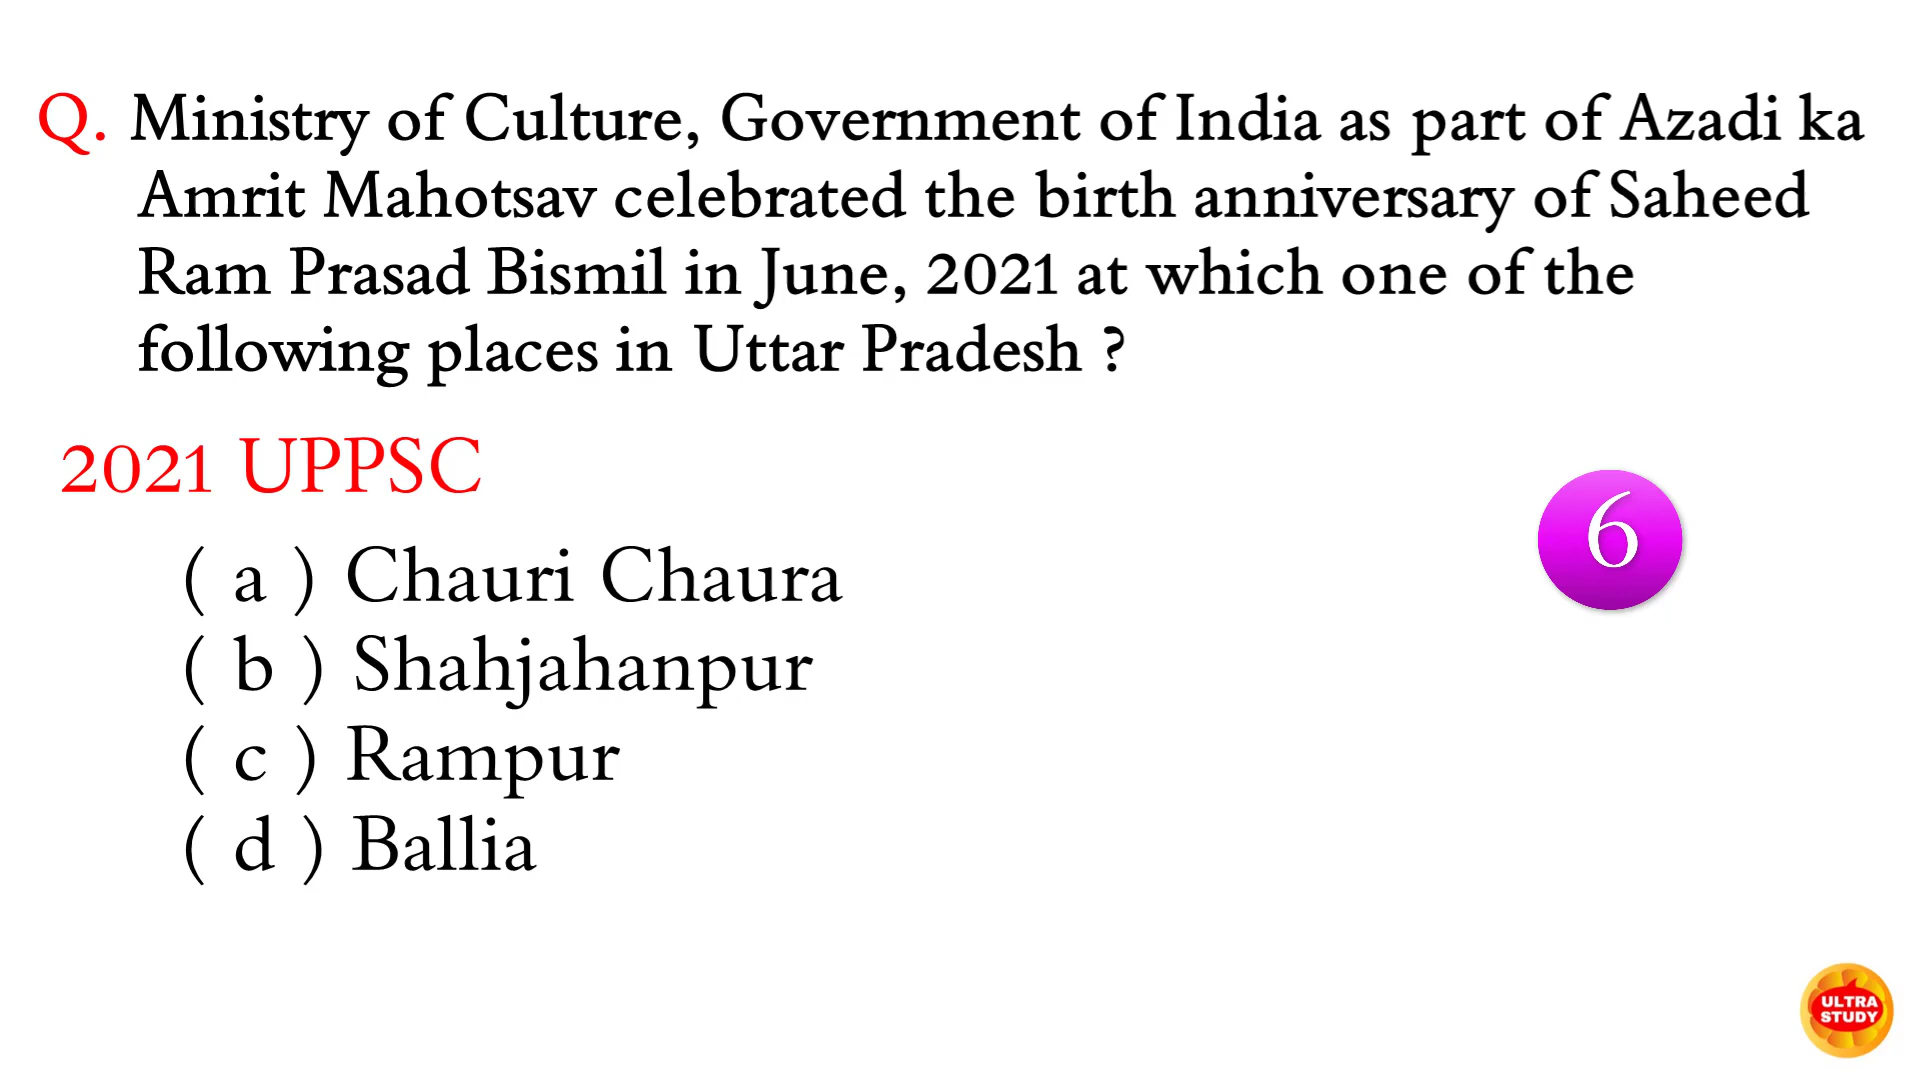 Q. Ministry of Culture, Government of India as part of Azadi ka
Amrit Mahotsav celebrated the birth anniversary of Saheed
Ram Prasad Bismil in June, 2021 at which one of the
following places in Uttar Pradesh ?
2021 UPPSC
6
( a ) Chauri Chaura
( b ) Shahjahanpur
( c ) Rampur
( d ) Ballia
ULTRA
STUDY